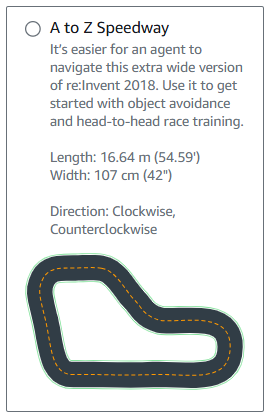 A to Z Speedway
It's easier for an agent to
navigate this extra wide version
of re:Invent 2018. Use it to get
started with object avoidance
and head-to-head race training.
Length: 16.64 m (54.59')
Width: 107 cm (42")
Direction: Clockwise,
Counterclockwise